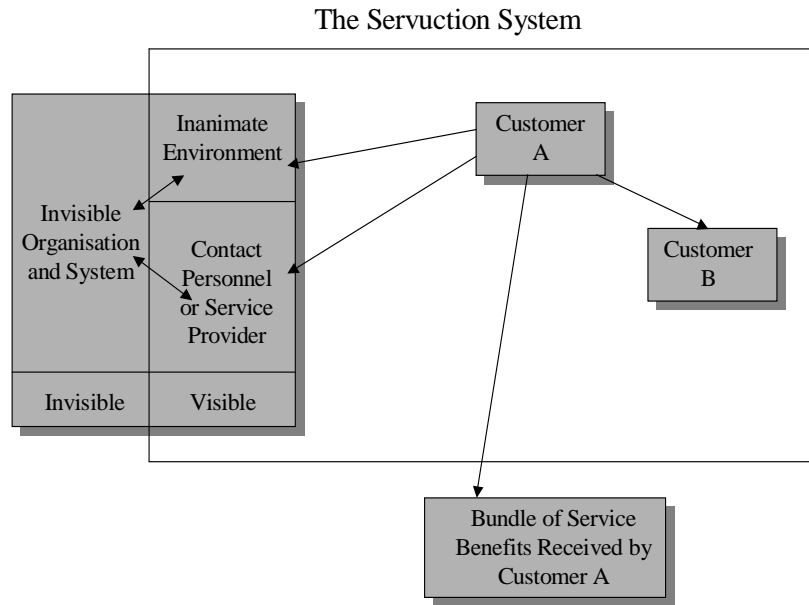 The Servuction System
Inanimate
Environment
Customer
A
Invisible
Organisation
and System
Contact
Personnel
or Service
Provider
Customer
B
Invisible
Visible
Bundle of Service
Benefits Received by
Customer A